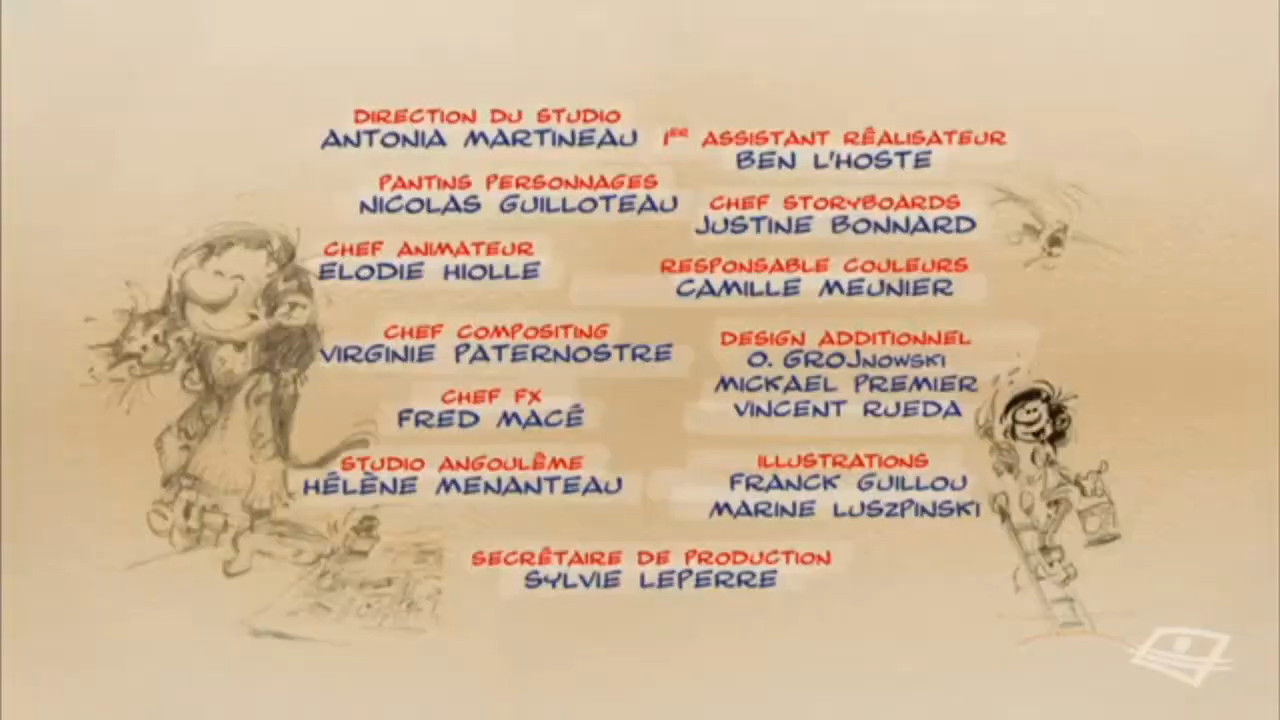 DIRECTION DU STUDIO
ANTONIA MARTINEAU
1ER ASSISTANT RÉALISATEUR
BEN L'HOSTE
PANTINS PERSONNAGES
NICOLAS GUILLOTEAU
CHEF STORYBOARDS
JUSTINE BONNARD
CHEF ANIMATEUR
ELODIE HIOLLE
RESPONSABLE COULEURS
CAMILLE MEUNIER
CHEF COMPOSITING
VIRGINIE PATERNOSTRE
DESIGN ADDITIONNEL
O. GROJNOWSKI
MICKAEL PREMIER
VINCENT RUEDA
CHEF FX
FRED MACÉ
STUDIO ANGOULÊME
HÉLÈNE MENANTEAU
ILLUSTRATIONS
FRANCK GUILLOU
MARINE LUSZPINSKI
SECRÉTAIRE DE PRODUCTION
SYLVIE LEPERRE